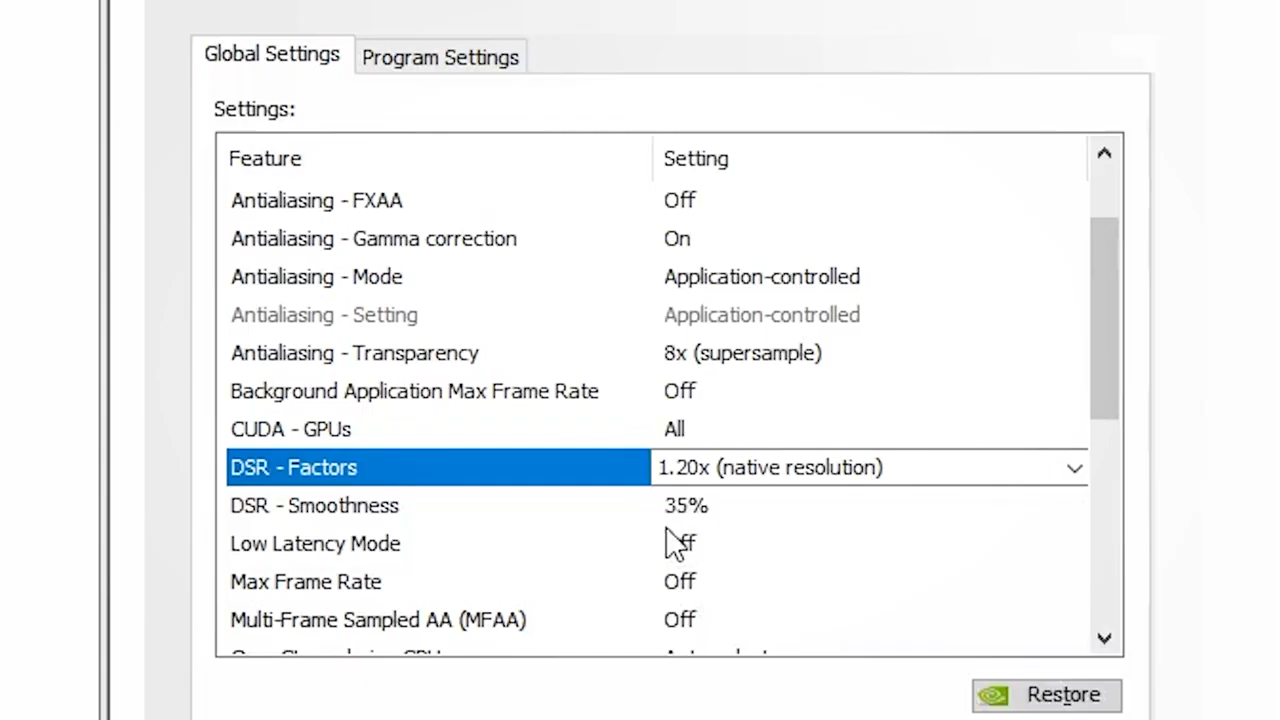 Global Settings Program Settings
Settings:
Feature Setting
Antialiasing - FXAA Off
Antialiasing - Gamma correction On
Antialiasing - Mode Application-controlled
Antialiasing - Setting Application-controlled
Antialiasing - Transparency 8x (supersample)
Background Application Max Frame Rate Off
CUDA - GPUs All
DSR - Factors 1.20x (native resolution)
DSR - Smoothness 35%
Low Latency Mode
Max Frame Rate Off
Multi-Frame Sampled AA (MFAA) Off
Restore